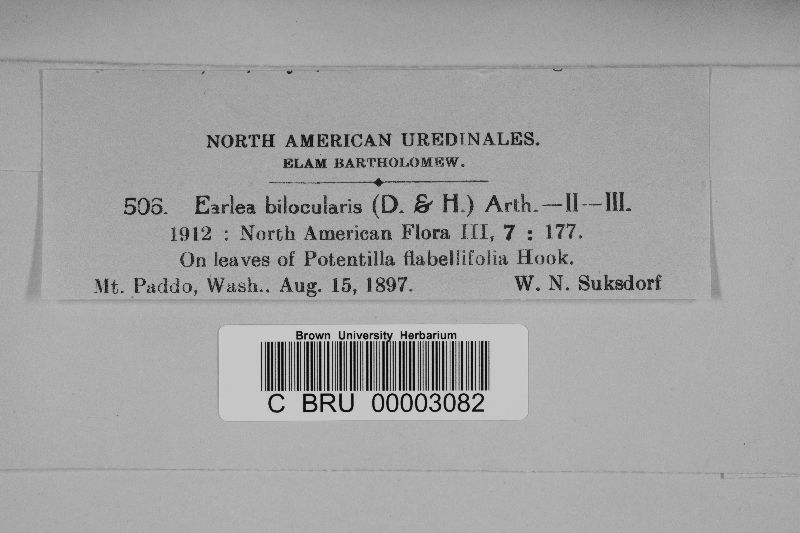 NORTH AMERICAN UREDINALES.
ELAM BARTHOLOMEW.
506. Earlea bilocularis (D. & H.) Arth.—II—III.
1912 : North American Flora III, 7 : 177.
On leaves of Potentilla flabellifolia Hook.
Mt. Paddo, Wash.. Aug. 15, 1897. W. N. Suksdorf
Brown University Herbarium
C BRU 00003082